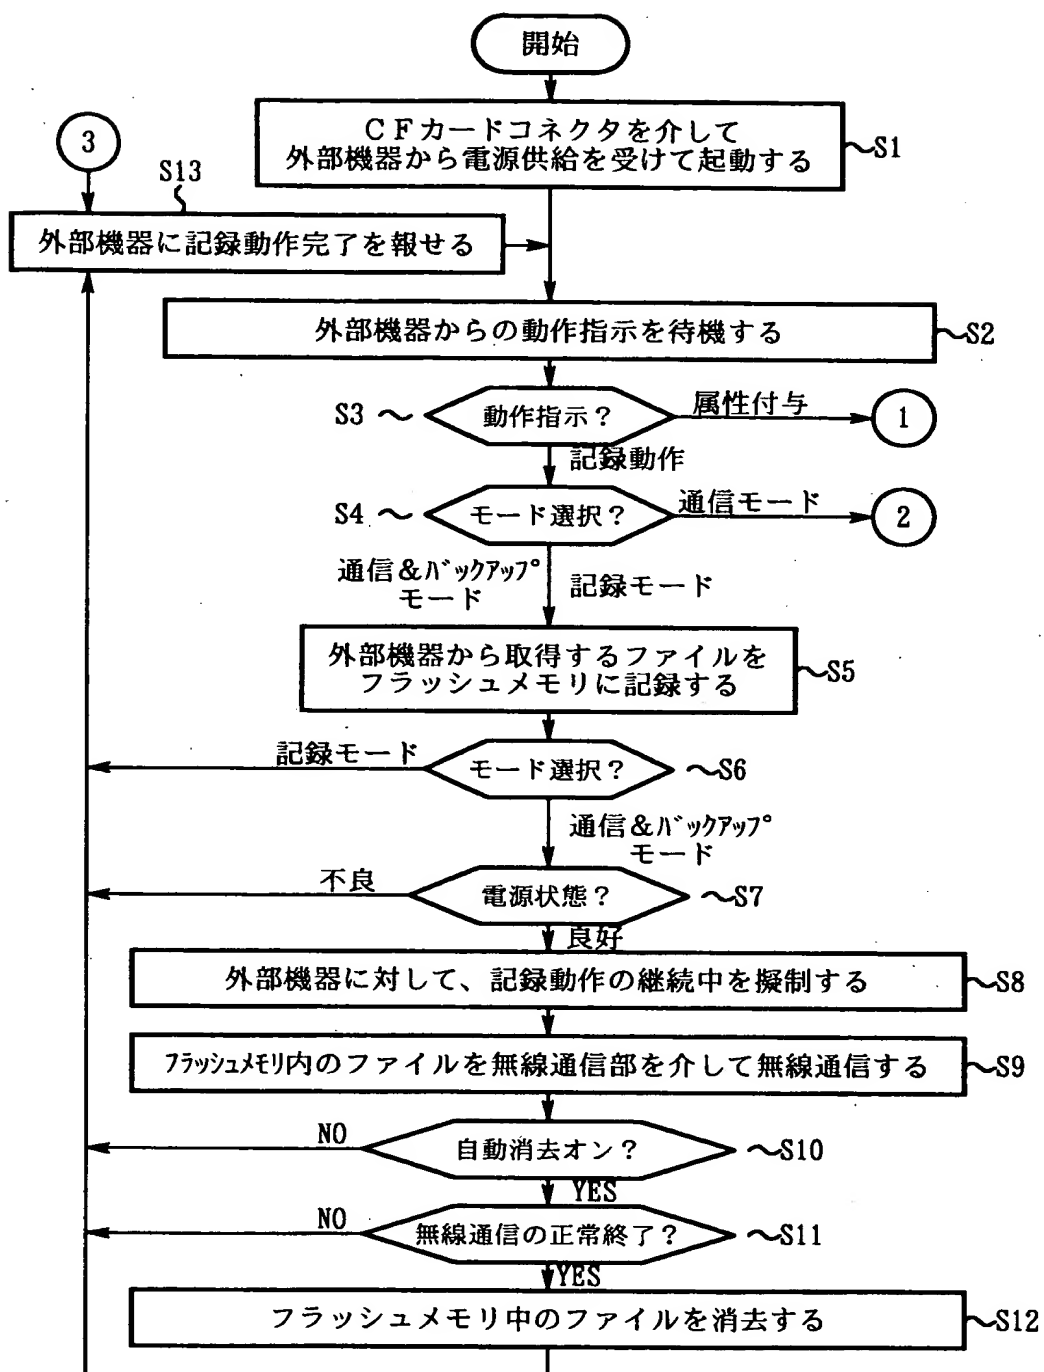 開始
CFカードコネクタを介して
外部機器から電源供給を受けて起動する
S1
3
S13
外部機器に記録動作完了を報せる
外部機器からの動作指示を待機する
S2
S3
動作指示?
属性付与
1
記録動作
S4
モード選択?
通信モード
2
通信&バックアップ
モード
記録モード
外部機器から取得するファイルを
フラッシュメモリに記録する
S5
記録モード
モード選択?
S6
通信&バックアップ
モード
不良
電源状態?
S7
良好
外部機器に対して、記録動作の継続中を擬制する
S8
フラッシュメモリ内のファイルを無線通信部を介して無線通信する
S9
NO
自動消去オン?
S10
YES
NO
無線通信の正常終了?
S11
YES
フラッシュメモリ中のファイルを消去する
S12